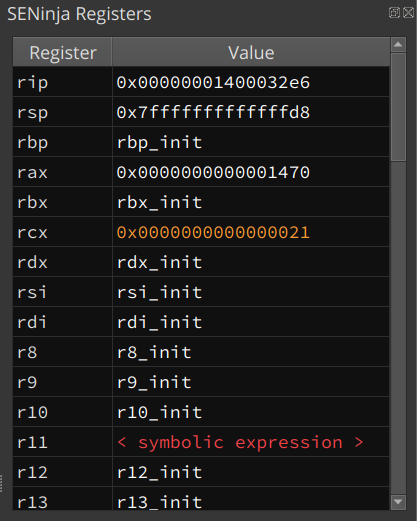 SENinja Registers
Register Value
rip 0x00000001400032e6
rsp 0x7fffffffffffffd8
rbp rbp_init
rax 0x0000000000001470
rbx rbx_init
rcx 0x0000000000000021
rdx rdx_init
rsi rsi_init
rdi rdi_init
r8 r8_init
r9 r9_init
r10 r10_init
r11 < symbolic expression >
r12 r12_init
r13 r13_init